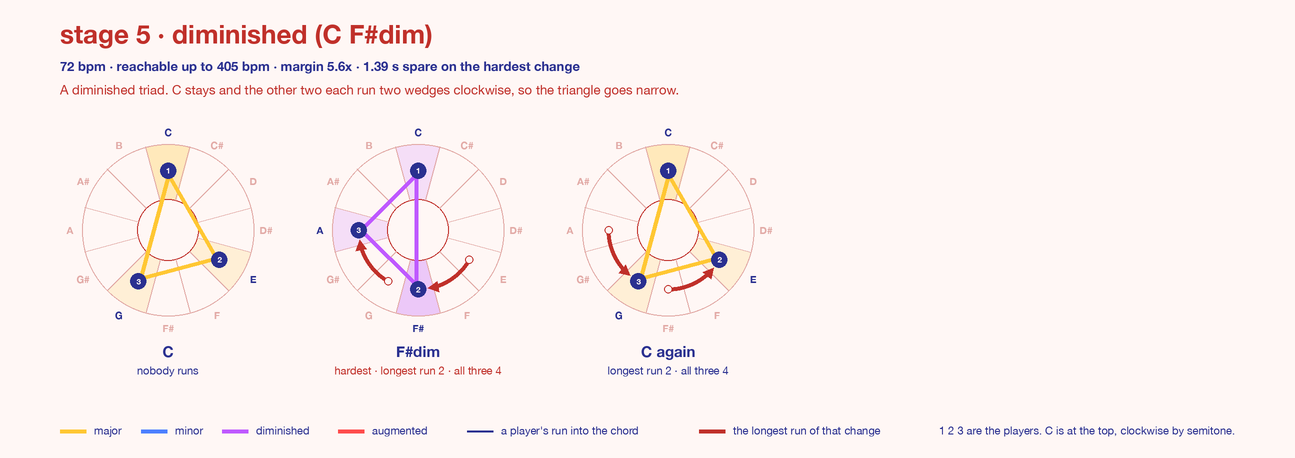 stage 5 · diminished (C F#dim)
72 bpm · reachable up to 405 bpm · margin 5.6x · 1.39 s spare on the hardest change
A diminished triad. C stays and the other two each run two wedges clockwise, so the triangle goes narrow.
C
B C#
A# D
1
A D#
2
3
G# E
G F
F#
C
nobody runs
C
B C#
A# D
1
A 3 D#
2
G# E
G F
F#
F#dim
hardest · longest run 2 · all three 4
C
B C#
A# D
1
A D#
2
3
G# E
G F
F#
C again
longest run 2 · all three 4
major
minor
diminished
augmented
a player's run into the chord
the longest run of that change
1 2 3 are the players. C is at the top, clockwise by semitone.